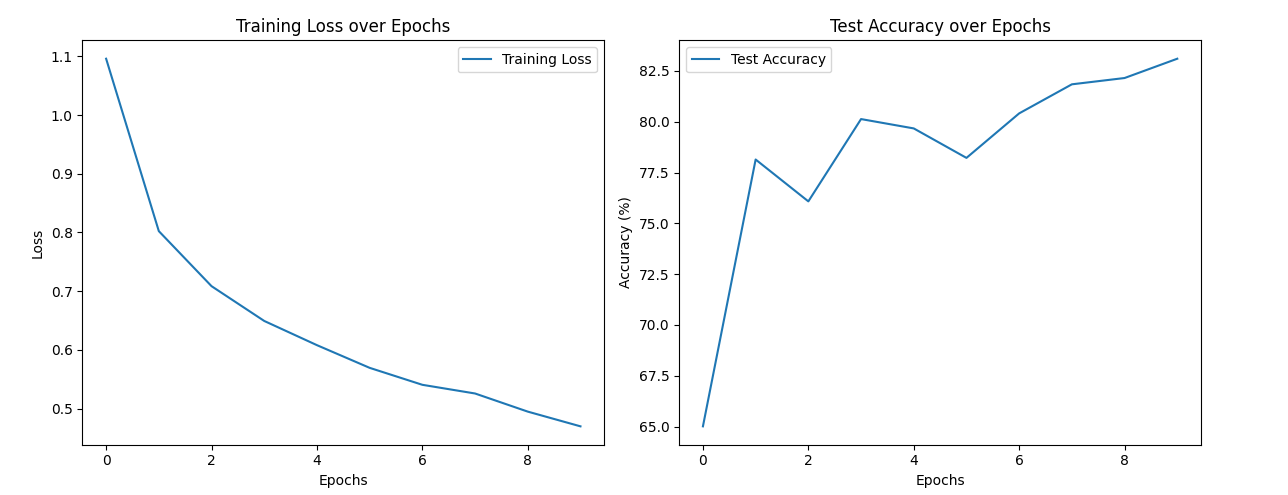 Training Loss over Epochs
Training Loss
1.1
1.0
0.9
0.8
0.7
0.6
0.5
Loss
0 2 4 6 8
Epochs
Test Accuracy over Epochs
Test Accuracy
82.5
80.0
77.5
75.0
72.5
70.0
67.5
65.0
Accuracy (%)
0 2 4 6 8
Epochs